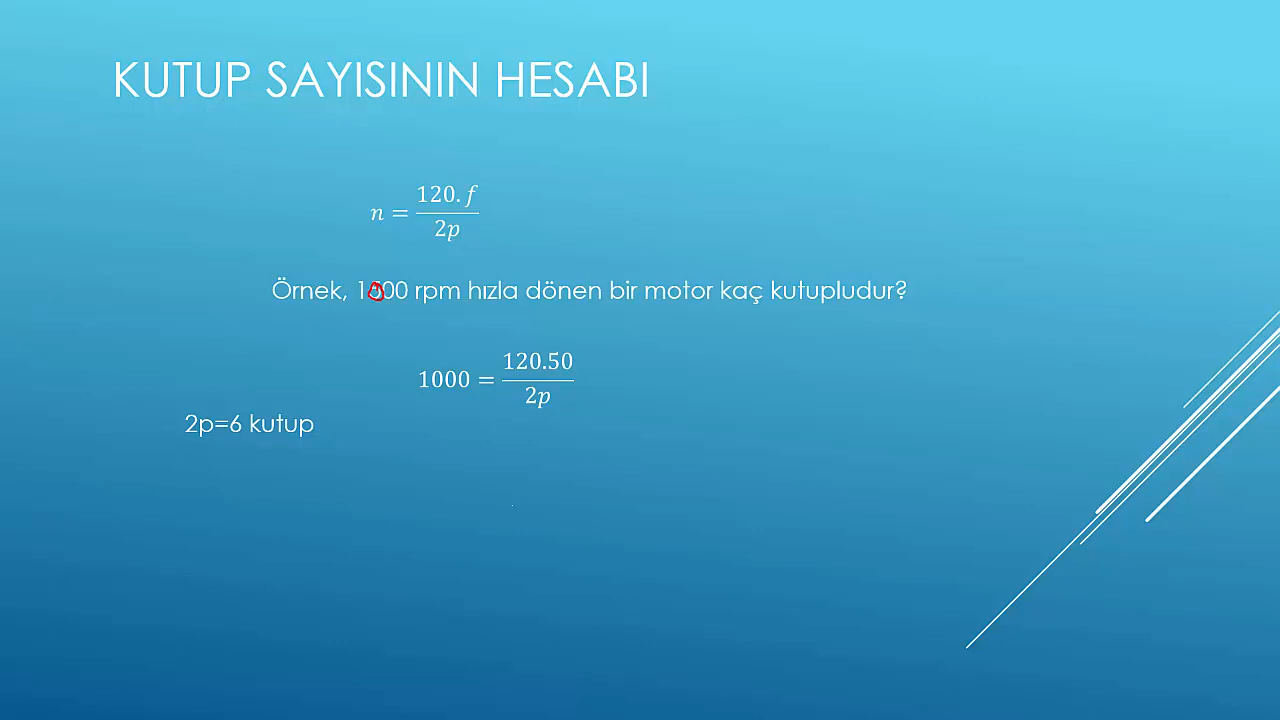 KUTUP SAYISININ HESABI
n = 120. f / 2p
Örnek, 1000 rpm hızla dönen bir motor kaç kutupludur?
1000 = 120.50 / 2p
2p=6 kutup